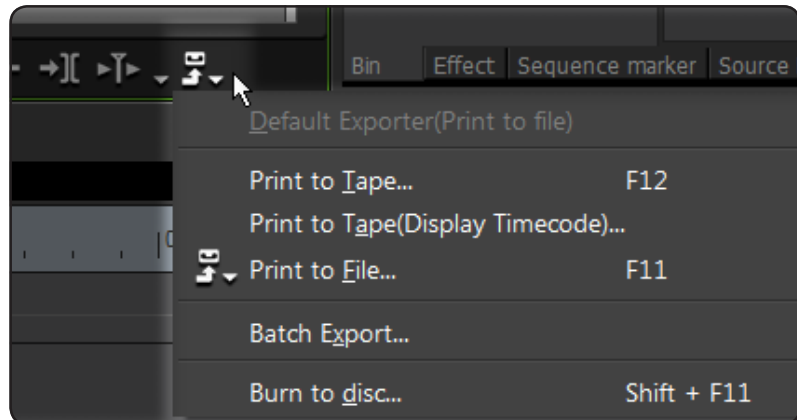 Bin Effect Sequence marker Source
Default Exporter(Print to file)
Print to Tape... F12
Print to Tape(Display Timecode)...
Print to File... F11
Batch Export...
Burn to disc... Shift + F11